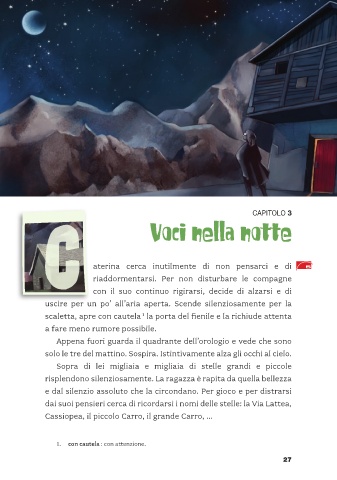 CAPITOLO 3
Voci nella notte
Caterina cerca inutilmente di non pensarci e di
riaddormentarsi. Per non disturbare le compagne
con il suo continuo rigirarsi, decide di alzarsi e di
uscire per un po' all'aria aperta. Scende silenziosamente per la
scaletta, apre con cautela¹ la porta del fienile e la richiude attenta
a fare meno rumore possibile.
Appena fuori guarda il quadrante dell'orologio e vede che sono
solo le tre del mattino. Sospira. Istintivamente alza gli occhi al cielo.
Sopra di lei migliaia e migliaia di stelle grandi e piccole
risplendono silenziosamente. La ragazza è rapita da quella bellezza
e dal silenzio assoluto che la circondano. Per gioco e per distrarsi
dai suoi pensieri cerca di ricordarsi i nomi delle stelle: la Via Lattea,
Cassiopea, il piccolo Carro, il grande Carro, ...
1. con cautela : con attenzione.
27